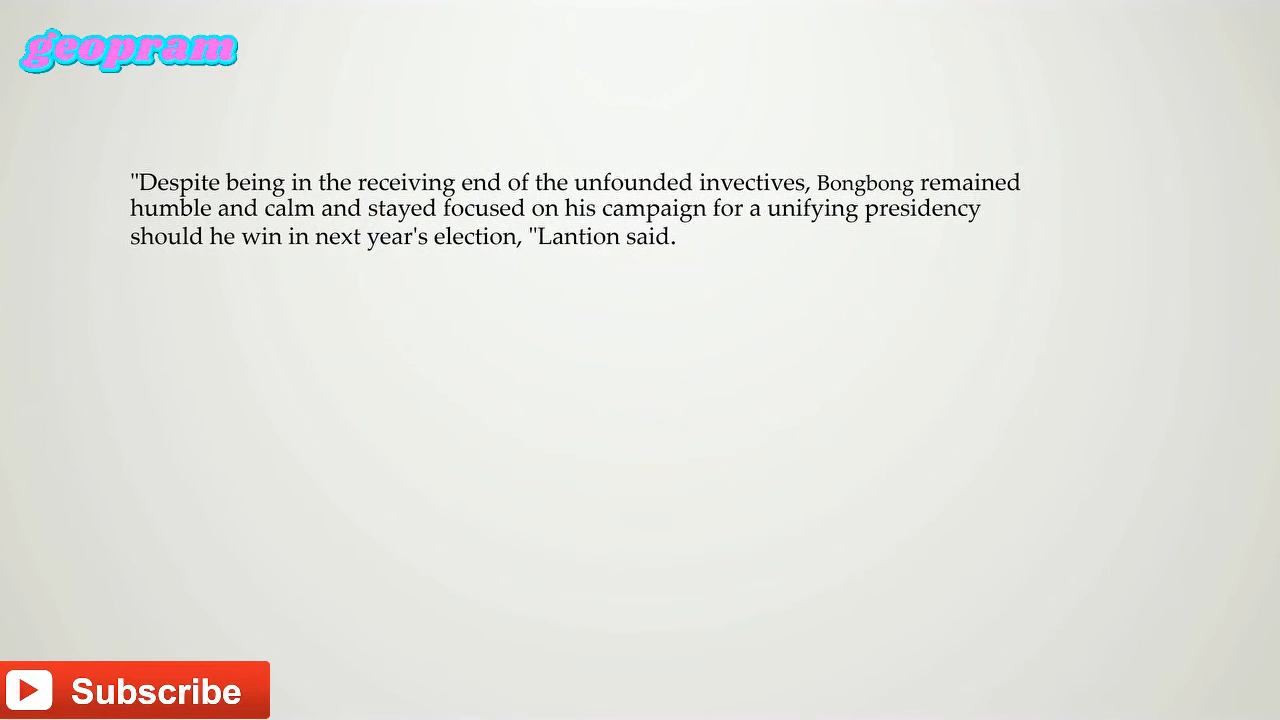 geopram
"Despite being in the receiving end of the unfounded invectives, Bongbong remained
humble and calm and stayed focused on his campaign for a unifying presidency
should he win in next year's election, "Lantion said.
Subscribe